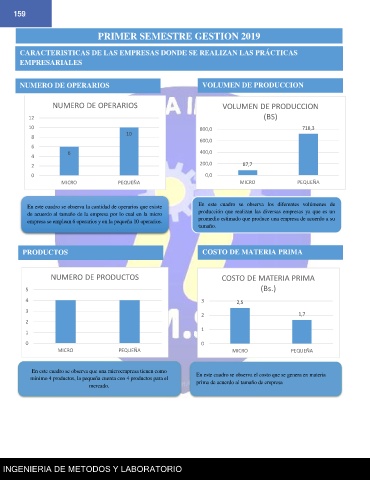 159
PRIMER SEMESTRE GESTION 2019
CARACTERISTICAS DE LAS EMPRESAS DONDE SE REALIZAN LAS PRÁCTICAS
EMPRESARIALES
NUMERO DE OPERARIOS
VOLUMEN DE PRODUCCION
NUMERO DE OPERARIOS
12
10
8
6
4
2
0
6
10
MICRO
PEQUEÑA
VOLUMEN DE PRODUCCION
(BS)
800,0
600,0
400,0
200,0
0,0
87,7
718,3
MICRO
PEQUEÑA
En este cuadro se observa la cantidad de operarios que existe
de acuerdo al tamaño de la empresa por lo cual en la micro
empresa se registran 6 operarios y en la pequeña 10 operarios.
En este cuadro se observa los diferentes volúmenes de
producción que realizan las diversas empresas ya que es un
promedio estimado que produce una empresa de acuerdo a su
tamaño.
PRODUCTOS
COSTO DE MATERIA PRIMA
NUMERO DE PRODUCTOS
5
4
3
2
1
0
MICRO
PEQUEÑA
COSTO DE MATERIA PRIMA
(Bs.)
3
2
1
0
2,5
1,7
MICRO
PEQUEÑA
En este cuadro se observa que una microempresa tienen como
mínimo 4 productos, la pequeña cuenta con 4 productos para el
mercado.
En este cuadro se observa el costo que se genera en materia
prima de acuerdo al tamaño de empresa
INGENIERIA DE METODOS Y LABORATORIO